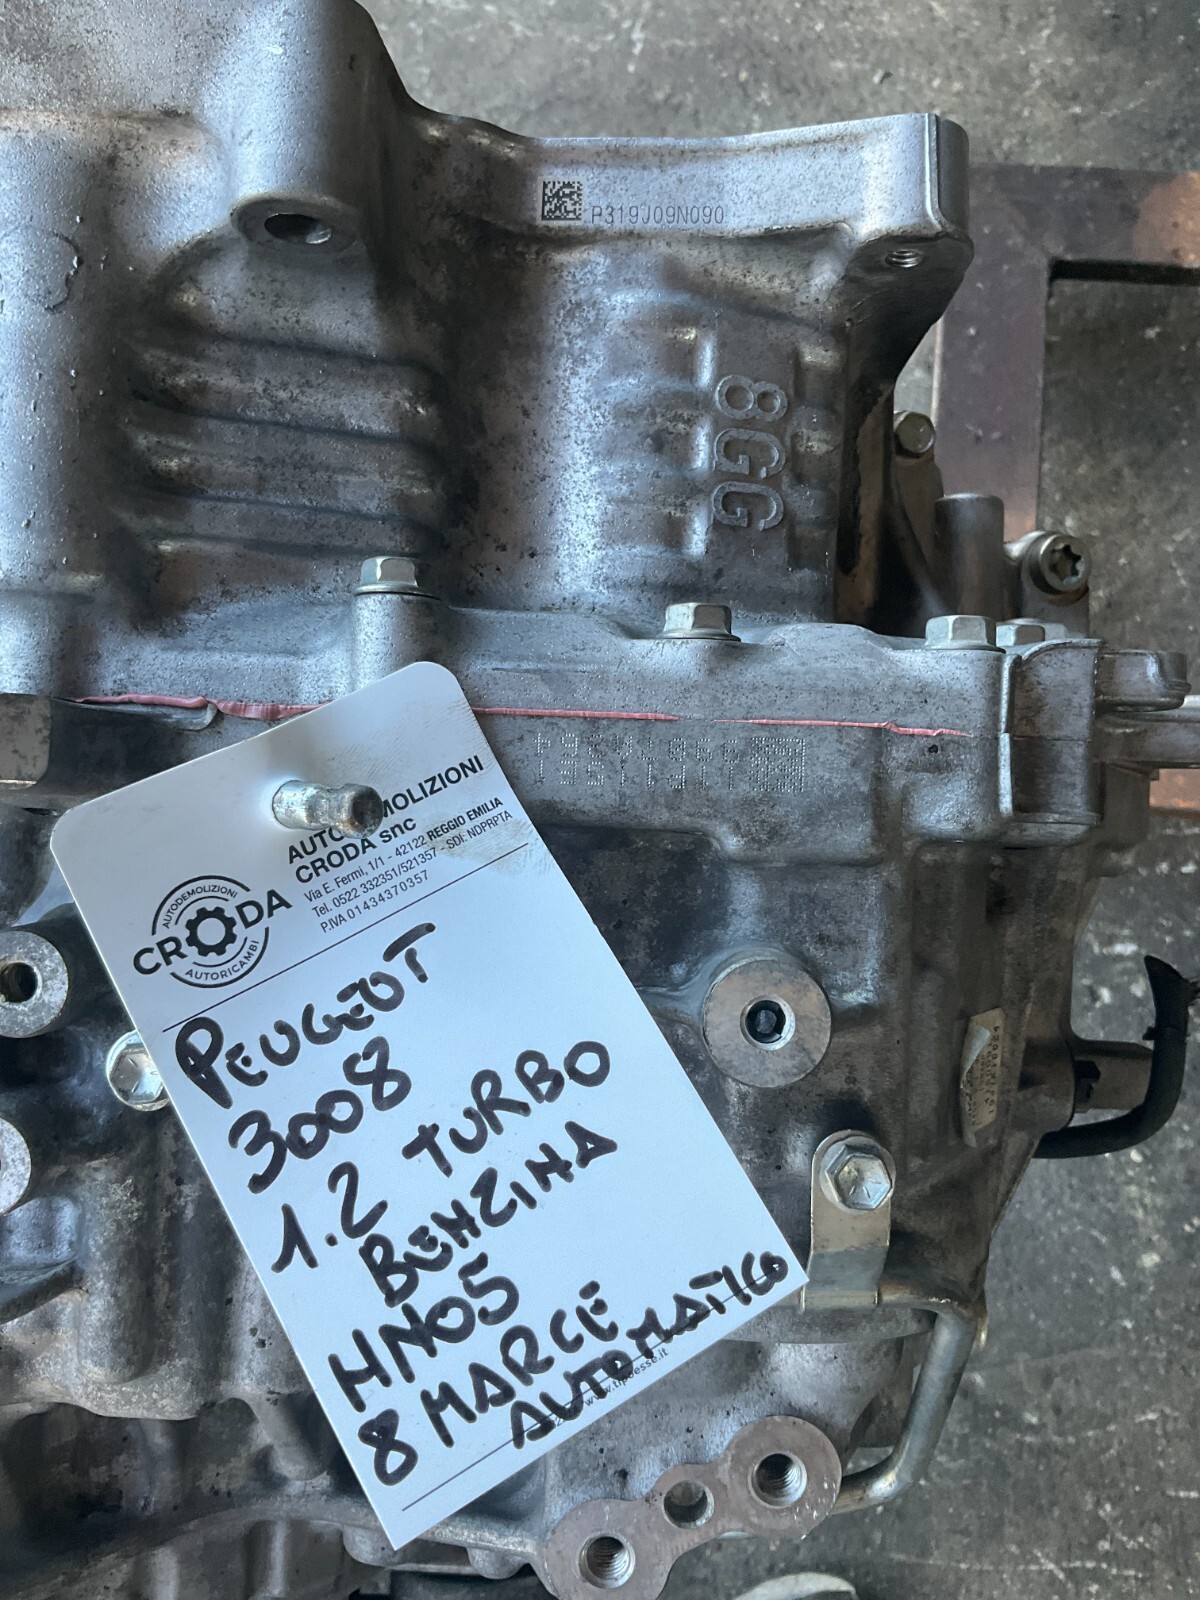 P319J09N090
8GG
AUTODEMOLIZIONI
CRODA snc
Via E. Fermi, 1/1 - 42122 REGGIO EMILIA
Tel. 0522 332351/521357 - SDI: NDPRPTA
P.IVA 01434370357
AUTODEMOLIZIONI
CRODA
AUTORICAMBI
PEUGEOT
3008
1.2 TURBO
BENZINA
HN05
8 MARCE
AUTOMATICO